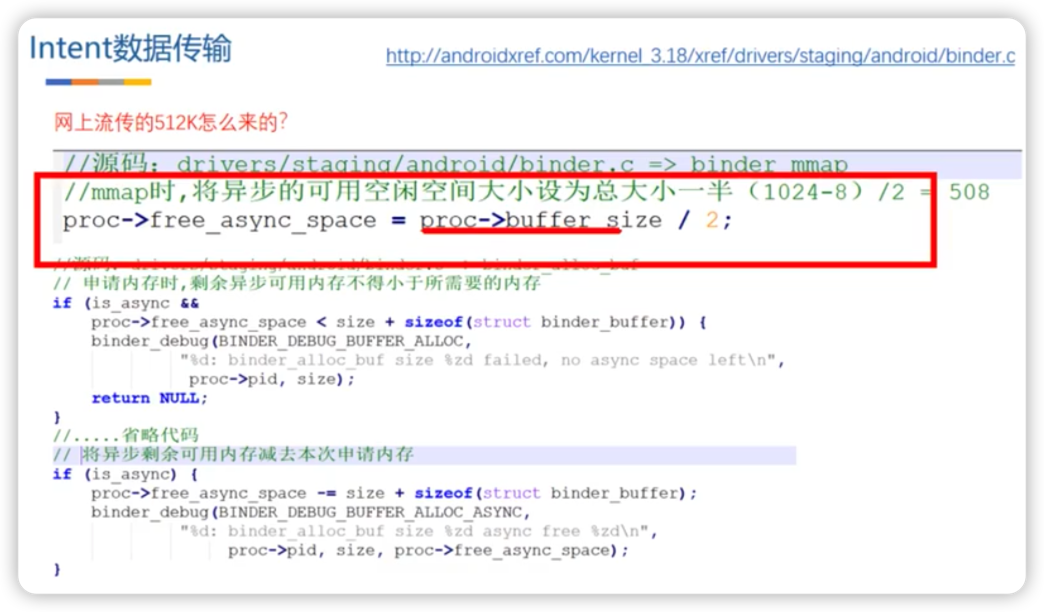 Intent数据传输
http://androidxref.com/kernel_3.18/xref/drivers/staging/android/binder.c
网上流传的512K怎么来的?
//源码: drivers/staging/android/binder.c => binder_mmap
//mmap时,将异步的可用空闲空间大小设为总大小一半（1024-8）/2 = 508
proc->free_async_space = proc->buffer_size / 2;
//源码: drivers/staging/android/binder.c => binder_alloc_buf
// 申请内存时,剩余异步可用内存不得小于所需要的内存
if (is_async &&
proc->free_async_space < size + sizeof(struct binder_buffer)) {
binder_debug(BINDER_DEBUG_BUFFER_ALLOC,
"%d: binder_alloc_buf size %zd failed, no async space left\n",
proc->pid, size);
return NULL;
}
//.....省略代码
// 将异步剩余可用内存减去本次申请内存
if (is_async) {
proc->free_async_space -= size + sizeof(struct binder_buffer);
binder_debug(BINDER_DEBUG_BUFFER_ALLOC_ASYNC,
"%d: binder_alloc_buf size %zd async free %zd\n",
proc->pid, size, proc->free_async_space);
}